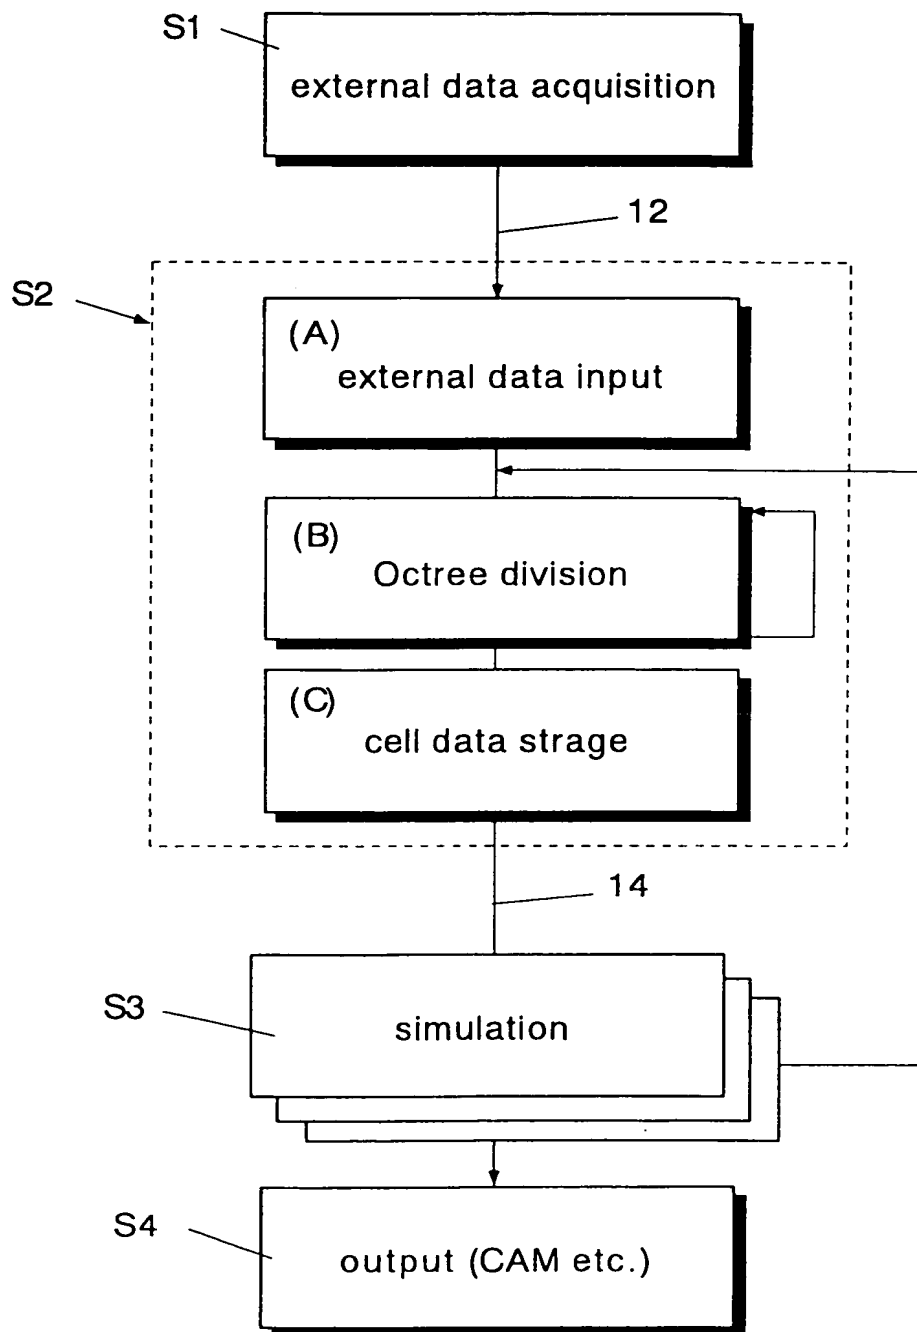 S1
external data acquisition
12
S2
(A)
external data input
(B)
Octree division
(C)
cell data strage
14
S3
simulation
S4
output (CAM etc.)